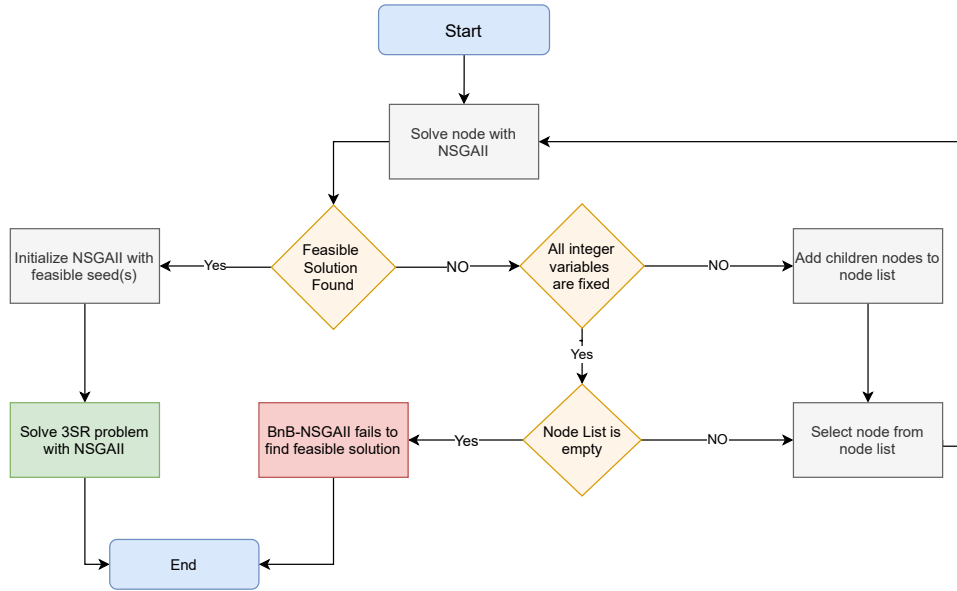 Start
Solve node with
NSGAII
Feasible
Solution
Found
Yes
NO
Initialize NSGAII with
feasible seed(s)
All integer
variables
are fixed
NO
Add children nodes to
node list
Yes
Node List is
empty
Yes
NO
Select node from
node list
BnB-NSGAII fails to
find feasible solution
Solve 3SR problem
with NSGAII
End